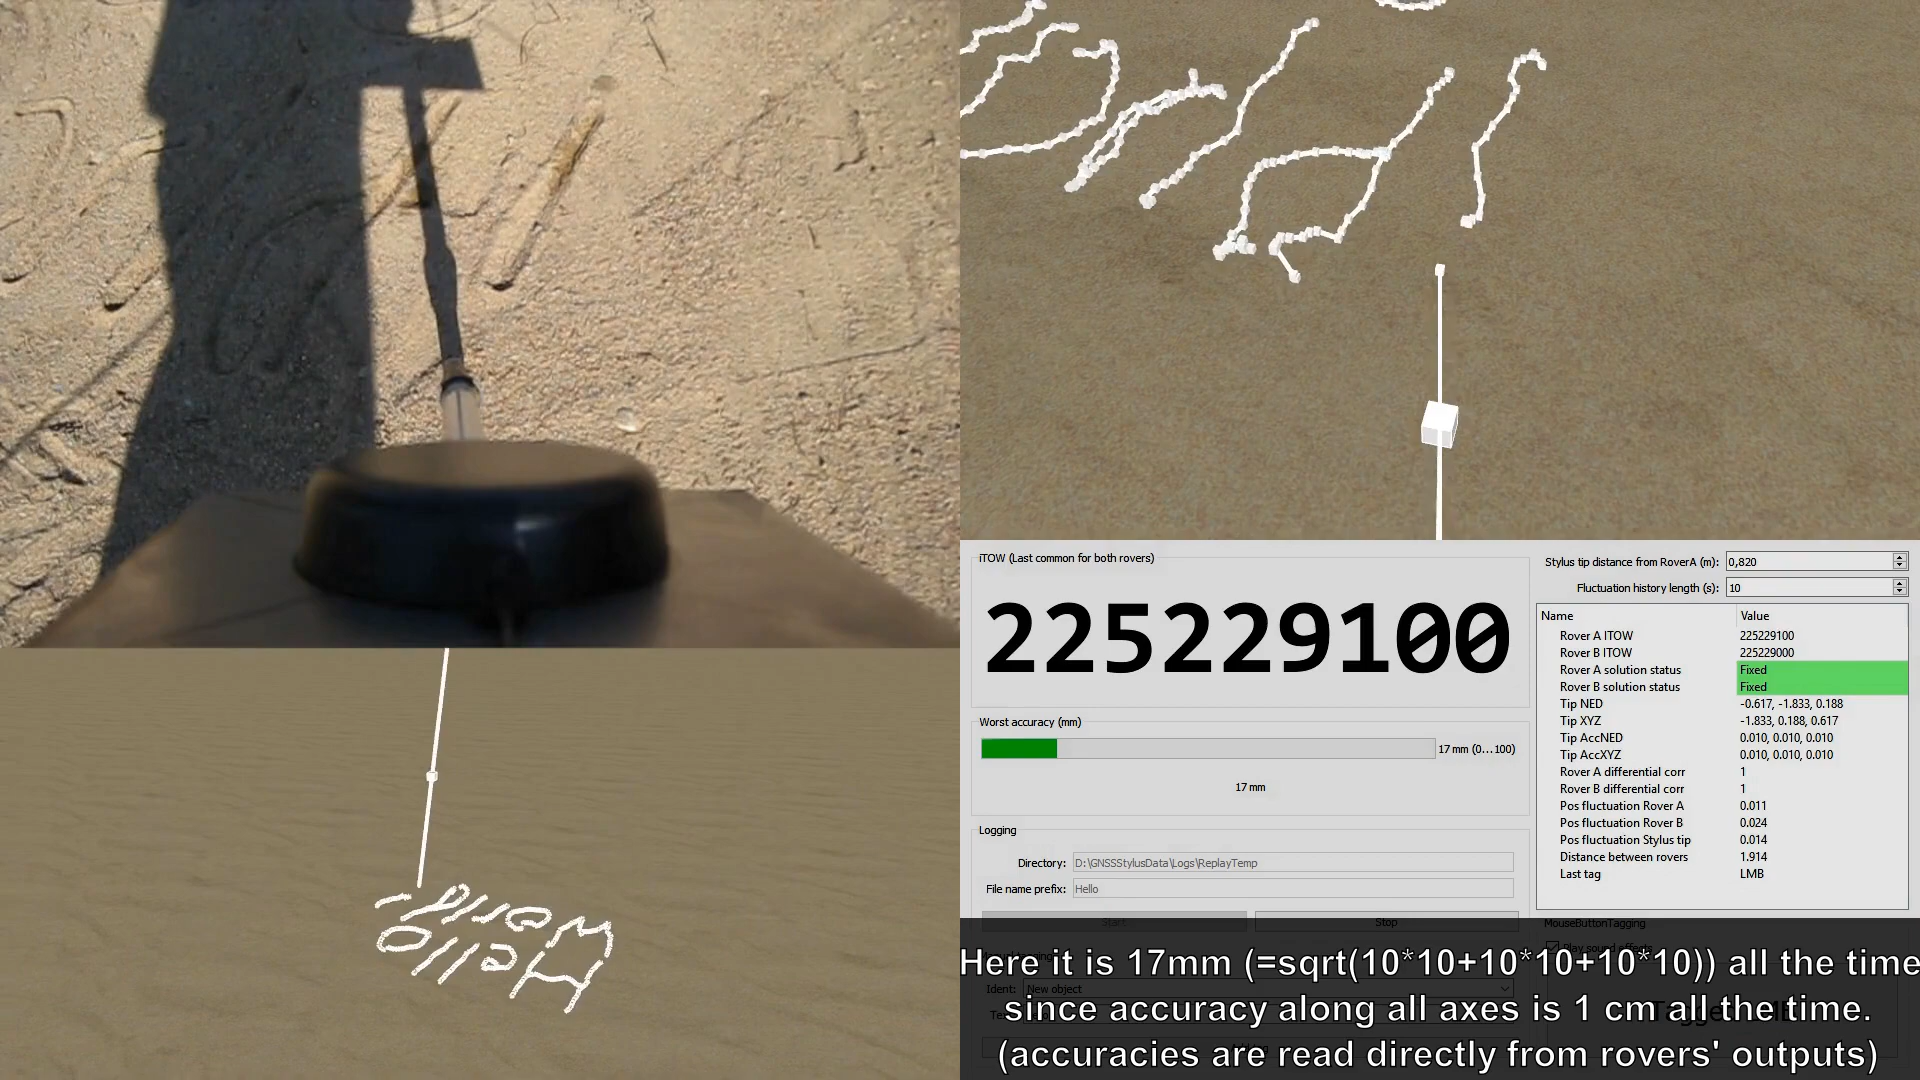 iTOW (Last common for both rovers)
225229100
Worst accuracy (mm)
17 mm (0...100)
17 mm
Logging
Directory: D:\GNSSStylusData\Logs\ReplayTemp
File name prefix: Hello
Start Stop
Ident: New object
Stylus tip distance from RoverA (m): 0,820
Fluctuation history length (s): 10
Name Value
Rover A ITOW 225229100
Rover B ITOW 225229000
Rover A solution status Fixed
Rover B solution status Fixed
Tip NED -0.617, -1.833, 0.188
Tip XYZ -1.833, 0.188, 0.617
Tip AccNED 0.010, 0.010, 0.010
Tip AccXYZ 0.010, 0.010, 0.010
Rover A differential corr 1
Rover B differential corr 1
Pos fluctuation Rover A 0.011
Pos fluctuation Rover B 0.024
Pos fluctuation Stylus tip 0.014
Distance between rovers 1.914
Last tag LMB
MouseButtonTagging
Play sound effects
Here it is 17mm (=sqrt(10*10+10*10+10*10)) all the time
since accuracy along all axes is 1 cm all the time.
(accuracies are read directly from rovers' outputs)
Hello
World!